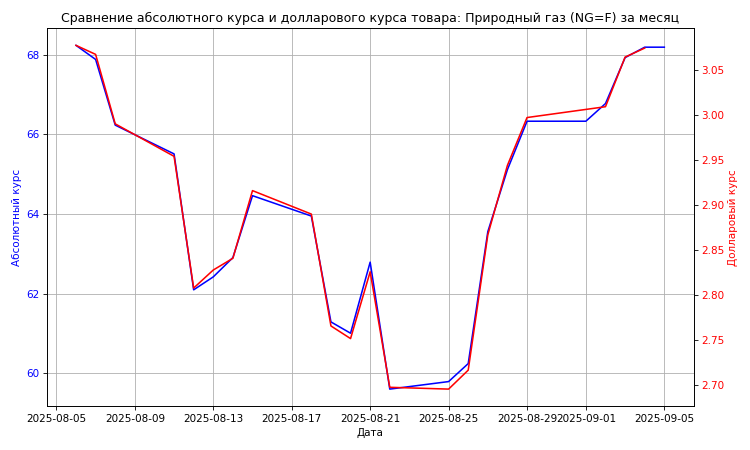 Сравнение абсолютного курса и долларового курса товара: Природный газ (NG=F) за месяц
68
66
64
62
60
Абсолютный курс
3.05
3.00
2.95
2.90
2.85
2.80
2.75
2.70
Долларовый курс
2025-08-05 2025-08-09 2025-08-13 2025-08-17 2025-08-21 2025-08-25 2025-08-29 2025-09-01 2025-09-05
Дата